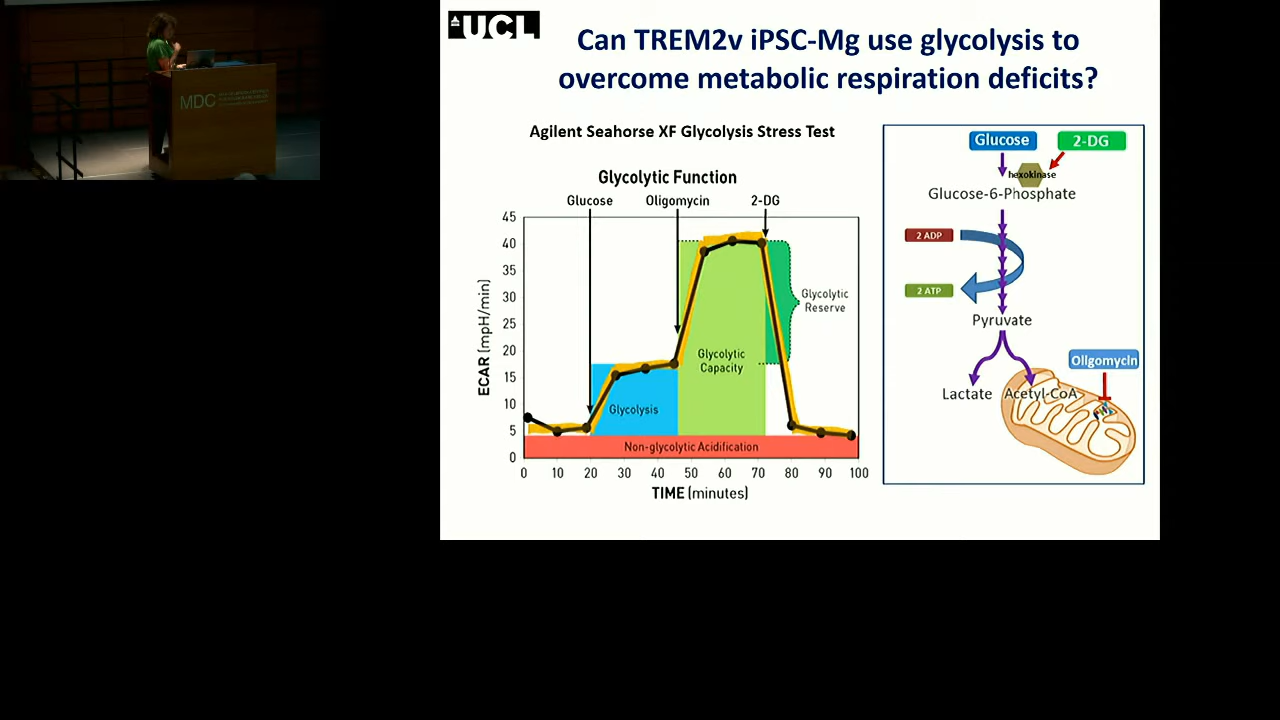 MDC
UCL
Can TREM2v iPSC-Mg use glycolysis to
overcome metabolic respiration deficits?
Agilent Seahorse XF Glycolysis Stress Test
Glycolytic Function
Glucose
Oligomycin
2-DG
45
40
35
30
25
20
15
10
5
0
ECAR (mpH/min)
Glycolytic
Reserve
Glycolytic
Capacity
Glycolysis
Non-glycolytic Acidification
0 10 20 30 40 50 60 70 80 90 100
TIME (minutes)
Glucose
2-DG
hexokinase
Glucose-6-Phosphate
2 ADP
2 ATP
Pyruvate
Oligomycin
Lactate
Acetyl-CoA